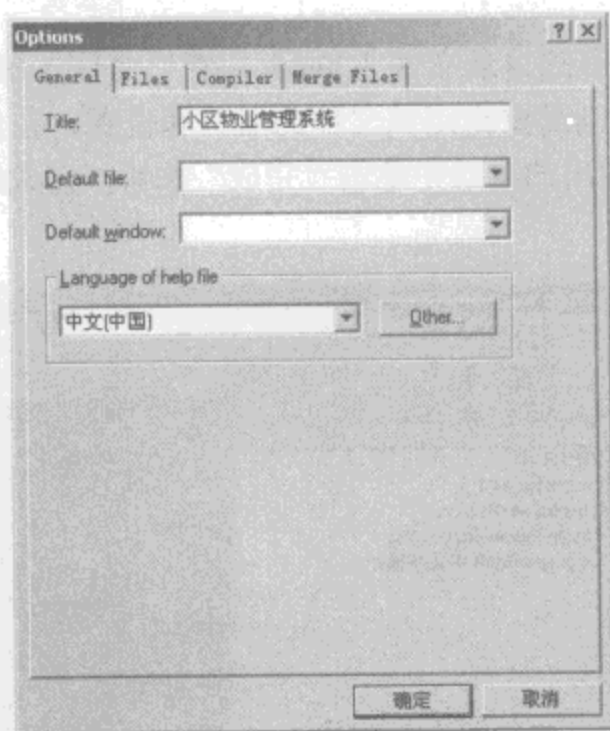 Options
General Files Compiler Merge Files
Title: 小区物业管理系统
Default file:
Default window:
Language of help file
中文(中国) Other...
确定 取消